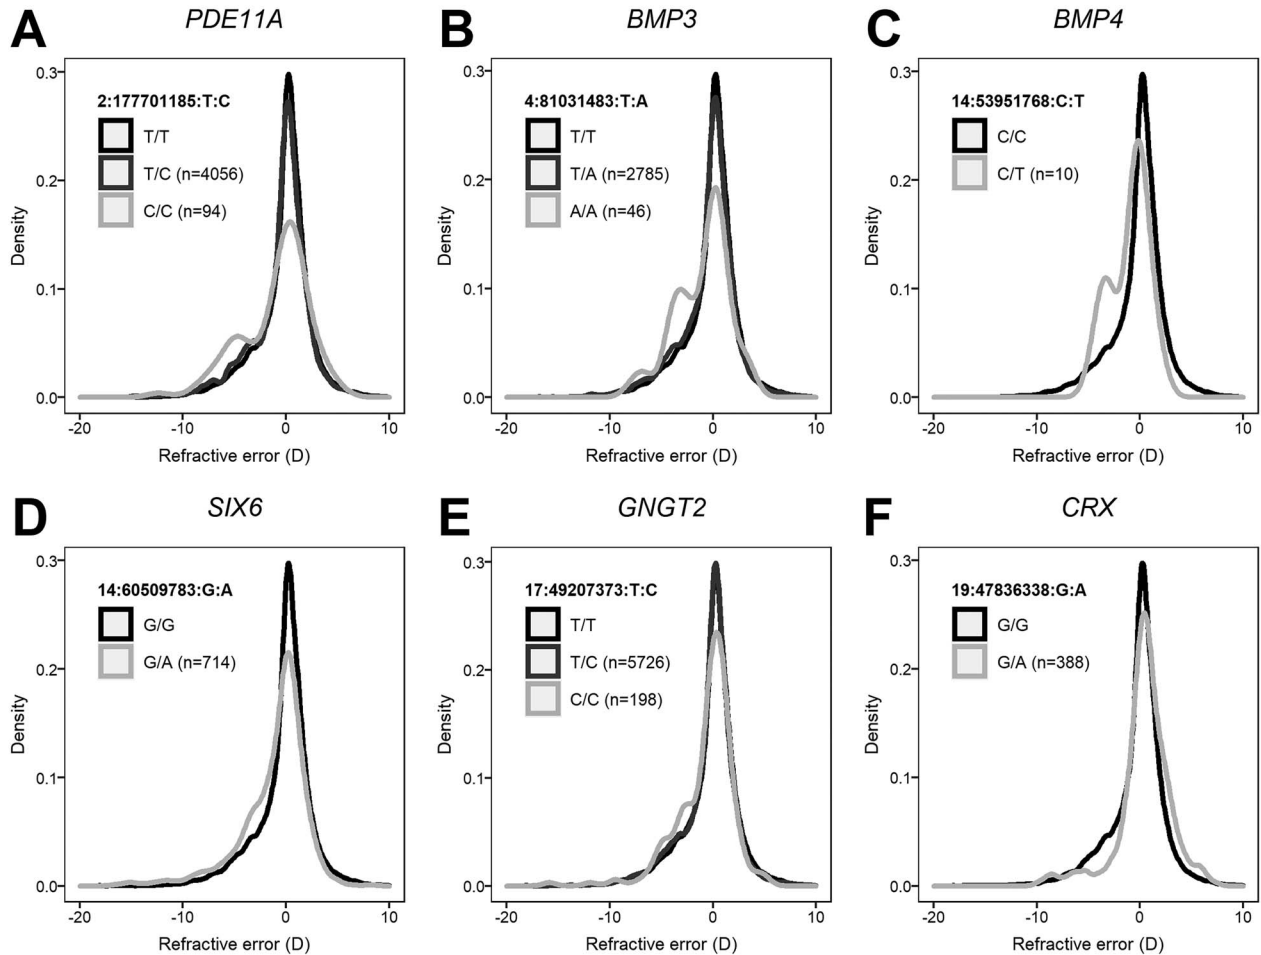 A
PDE11A
0.3
0.2
0.1
0.0
Density
2:177701185:T:C
T/T
T/C (n=4056)
C/C (n=94)
-20
-10
0
10
Refractive error (D)
B
BMP3
0.3
0.2
0.1
0.0
Density
4:81031483:T:A
T/T
T/A (n=2785)
A/A (n=46)
-20
-10
0
10
Refractive error (D)
C
BMP4
0.3
0.2
0.1
0.0
Density
14:53951768:C:T
C/C
C/T (n=10)
-20
-10
0
10
Refractive error (D)
D
SIX6
0.3
0.2
0.1
0.0
Density
14:60509783:G:A
G/G
G/A (n=714)
-20
-10
0
10
Refractive error (D)
E
GNGT2
0.3
0.2
0.1
0.0
Density
17:49207373:T:C
T/T
T/C (n=5726)
C/C (n=198)
-20
-10
0
10
Refractive error (D)
F
CRX
0.3
0.2
0.1
0.0
Density
19:47836338:G:A
G/G
G/A (n=388)
-20
-10
0
10
Refractive error (D)